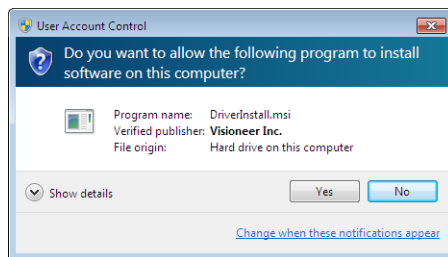 User Account Control
Do you want to allow the following program to install
software on this computer?
Program name: DriverInstall.msi
Verified publisher: Visioneer Inc.
File origin: Hard drive on this computer
Show details
Yes No
Change when these notifications appear